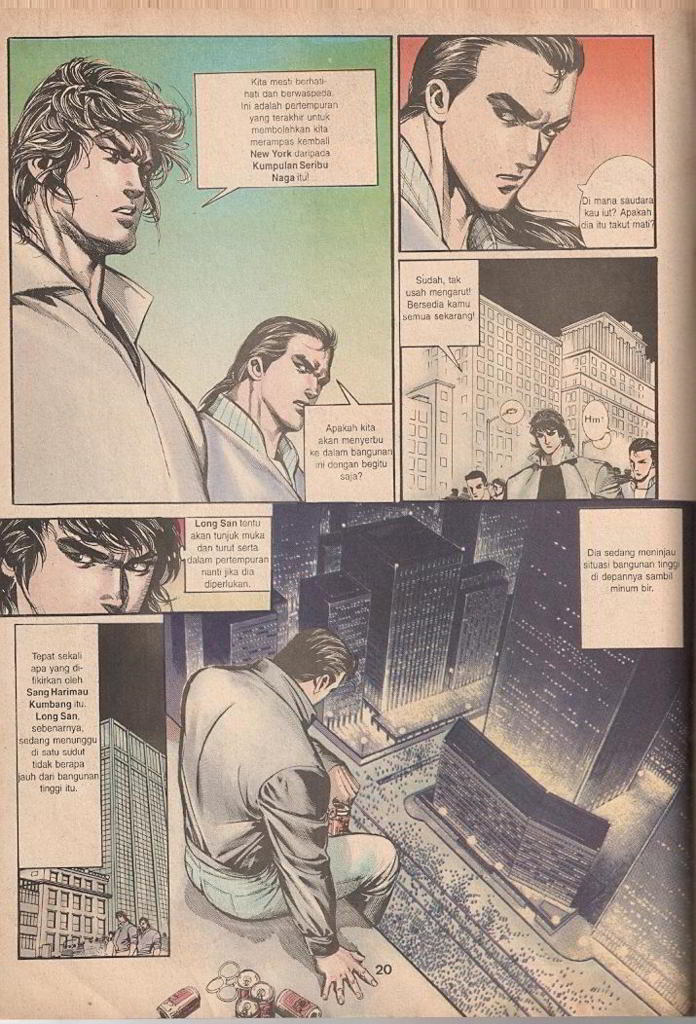 Kita mesti berhati-
hati dan berwaspada.
Ini adalah pertempuran
yang terakhir untuk
membolehkan kita
merampas kembali
New York daripada
Kumpulan Seribu
Naga itu!
Apakah kita
akan menyerbu
ke dalam bangunan
ini dengan begitu
saja?
Di mana saudara
kau iut? Apakah
dia itu takut mati?
Sudah, tak
usah mengarut!
Bersedia kamu
semua sekarang!
Hm!
Long San tentu
akan tunjuk muka
dan turut serta
dalam pertempuran
nanti jika dia
diperlukan.
Dia sedang meninjau
situasi bangunan tinggi
di depannya sambil
minum bir.
Tepat sekali
apa yang di-
fikirkan oleh
Sang Harimau
Kumbang itu.
Long San,
sebenarnya,
sedang menunggu
di satu sudut
tidak berapa
jauh dari bangunan
tinggi itu.
20